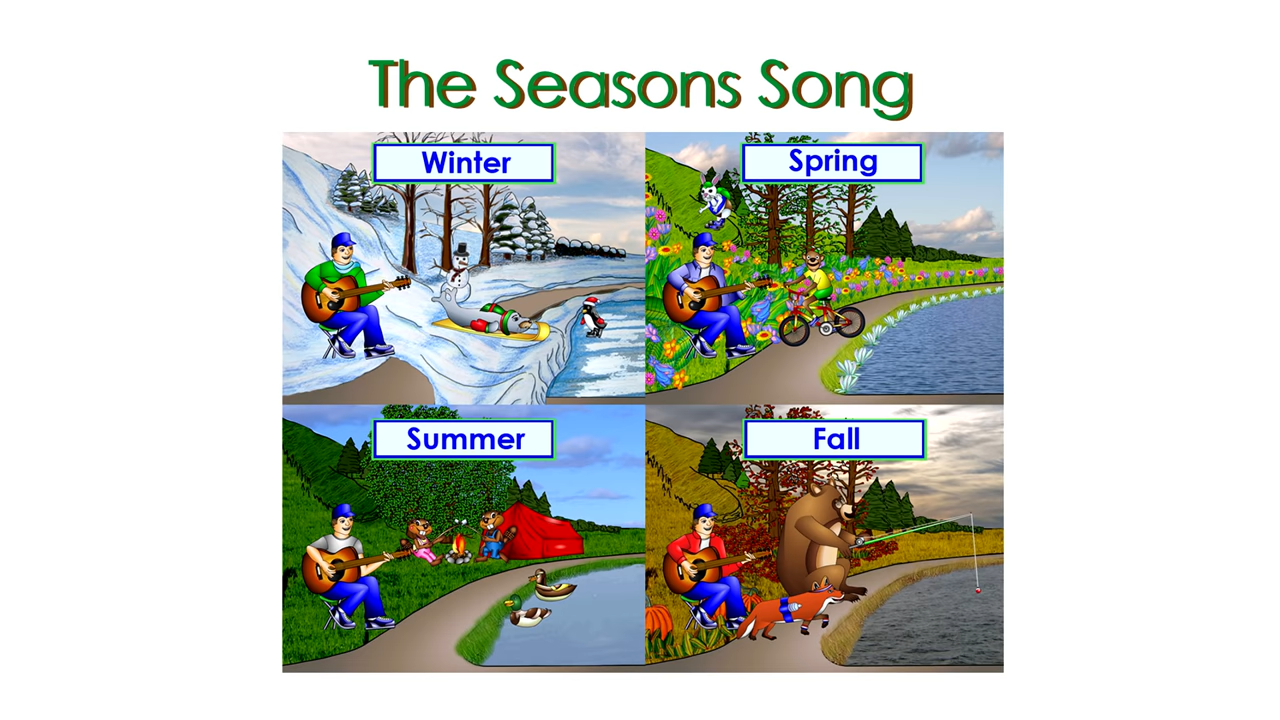 The Seasons Song
Winter
Spring
Summer
Fall